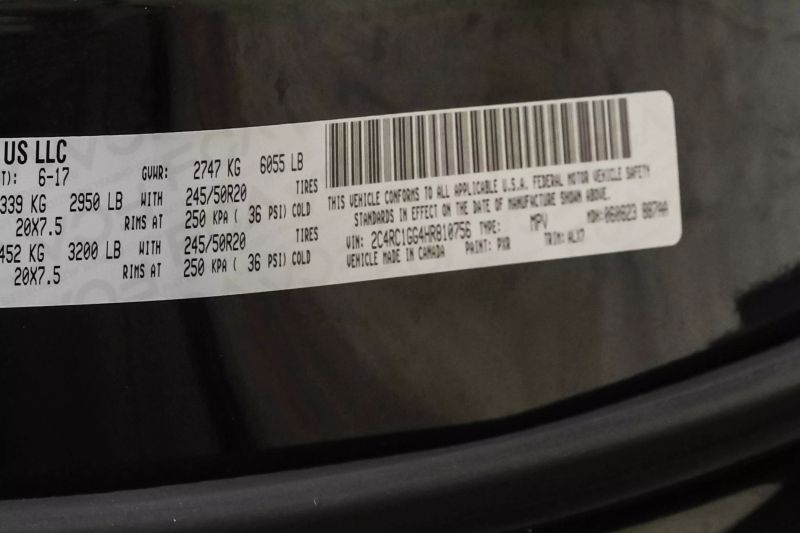 US LLC
T): 6-17 GVWR: 2747 KG 6055 LB
339 KG 2950 LB WITH 245/50R20 TIRES
20X7.5 RIMS AT 250 KPA ( 36 PSI) COLD
452 KG 3200 LB WITH 245/50R20 TIRES
20X7.5 RIMS AT 250 KPA ( 36 PSI) COLD
THIS VEHICLE CONFORMS TO ALL APPLICABLE U.S.A. FEDERAL MOTOR VEHICLE SAFETY
STANDARDS IN EFFECT ON THE DATE OF MANUFACTURE SHOWN ABOVE.
VIN: 2C4RC1GG4HR810756 TYPE: MPV MDH: 060623
VEHICLE MADE IN CANADA PAINT: PXR TRIM: ALX7